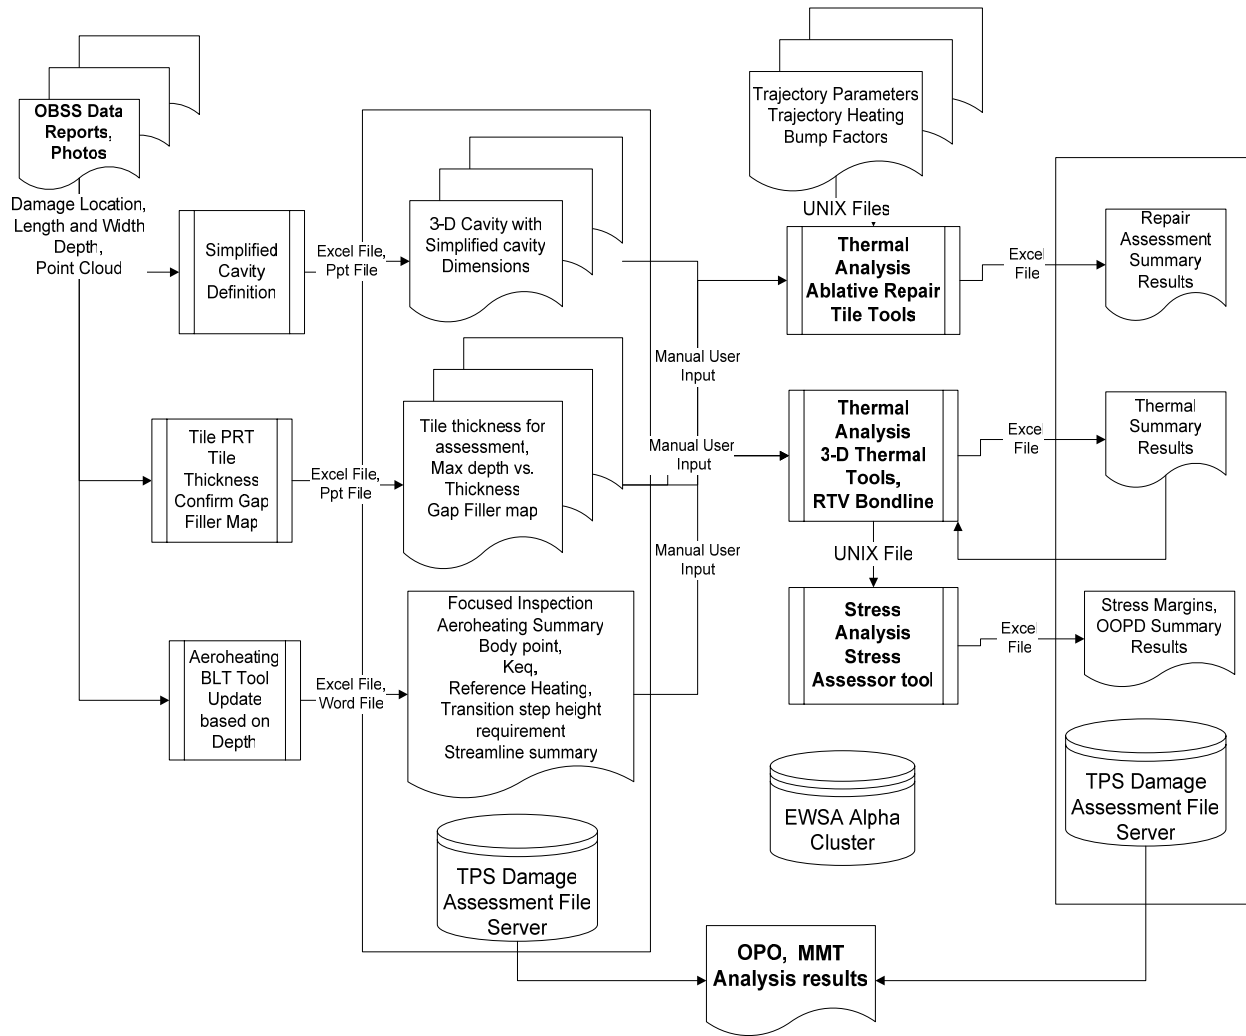 OBSS Data
Reports,
Photos
Damage Location,
Length and Width
Depth,
Point Cloud
Simplified
Cavity
Definition
Excel File,
Ppt File
3-D Cavity with
Simplified cavity
Dimensions
Tile PRT
Tile
Thickness
Confirm Gap
Filler Map
Excel File,
Ppt File
Tile thickness for
assessment,
Max depth vs.
Thickness
Gap Filler map
Aeroheating
BLT Tool
Update
based on
Depth
Excel File,
Word File
Focused Inspection
Aeroheating Summary
Body point,
Keq,
Reference Heating,
Transition step height
requirement
Streamline summary
TPS Damage
Assessment File
Server
Manual User
Input
Manual User
Input
Manual User
Input
Trajectory Parameters
Trajectory Heating
Bump Factors
UNIX Files
Thermal
Analysis
Ablative Repair
Tile Tools
Excel
File
Repair
Assessment
Summary
Results
Thermal
Analysis
3-D Thermal
Tools,
RTV Bondline
Excel
File
Thermal
Summary
Results
UNIX File
Stress
Analysis
Stress
Assessor tool
Excel
File
Stress Margins,
OOPD Summary
Results
EWSA Alpha
Cluster
TPS Damage
Assessment File
Server
OPO, MMT
Analysis results